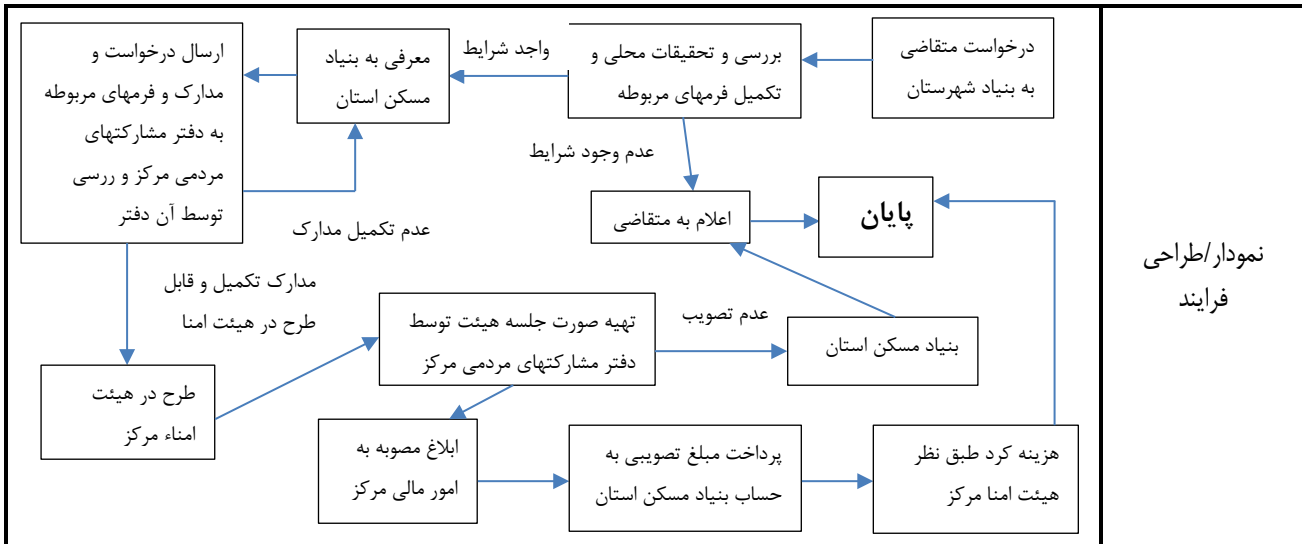 نمودار/طراحی
فرایند
درخواست متقاضی
به بنیاد شهرستان
بررسی و تحقیقات محلی و
تکمیل فرمهای مربوطه
واجد شرایط
معرفی به بنیاد
مسکن استان
ارسال درخواست و
مدارک و فرمهای مربوطه
به دفتر مشارکتهای
مردمی مرکز و ررسی
توسط آن دفتر
عدم وجود شرایط
عدم تکمیل مدارک
اعلام به متقاضی
پایان
مدارک تکمیل و قابل
طرح در هیئت امنا
طرح در هیئت
امناء مرکز
تهیه صورت جلسه هیئت توسط
دفتر مشارکتهای مردمی مرکز
عدم تصویب
بنیاد مسکن استان
ابلاغ مصوبه به
امور مالی مرکز
پرداخت مبلغ تصویبی به
حساب بنیاد مسکن استان
هزینه کرد طبق نظر
هیئت امنا مرکز